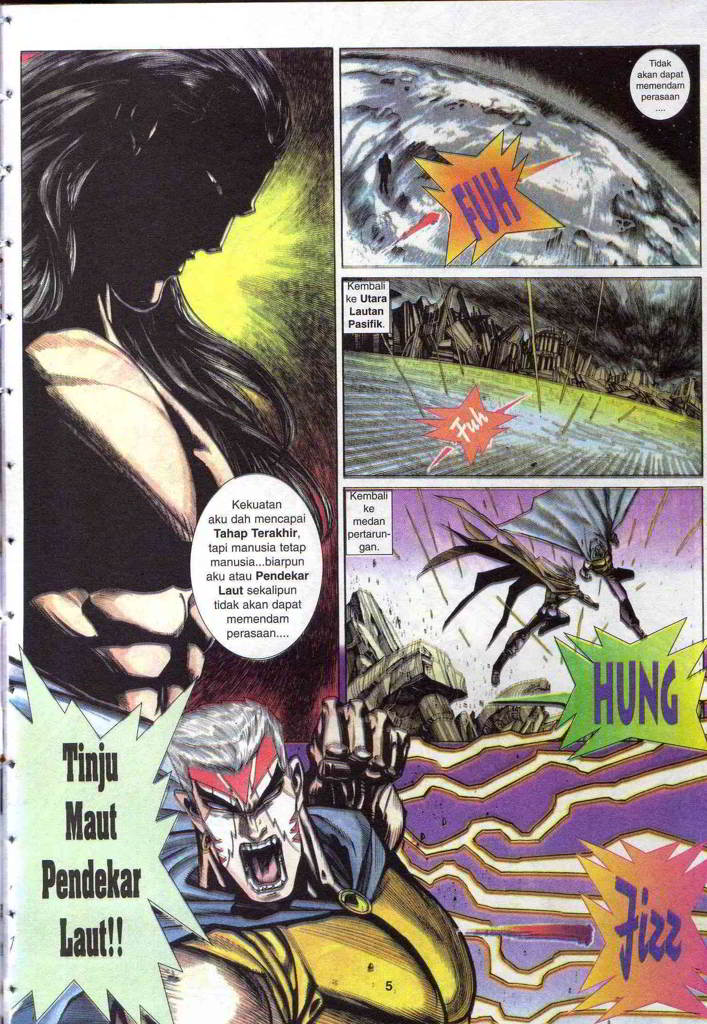 Kekuatan
aku dah mencapai
Tahap Terakhir,
tapi manusia tetap
manusia...biarpun
aku atau Pendekar
Laut sekalipun
tidak akan dapat
memendam
perasaan....
Tidak
akan dapat
memendam
perasaan
....
FUH
Kembali
ke Utara
Lautan
Pasifik.
Fuh
Kembali
ke
medan
pertarun-
gan.
HUNG
Tinju
Maut
Pendekar
Laut!!
Jizz
5